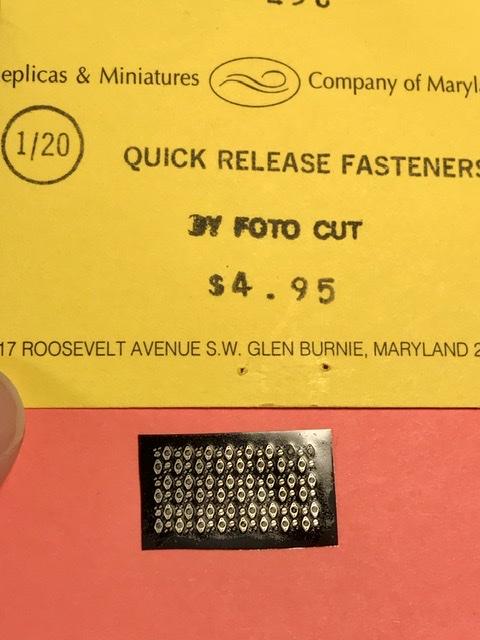 eplicas & Miniatures Company of Maryla
1/20
QUICK RELEASE FASTENERS
BY FOTO CUT
$4.95
17 ROOSEVELT AVENUE S.W. GLEN BURNIE, MARYLAND 2